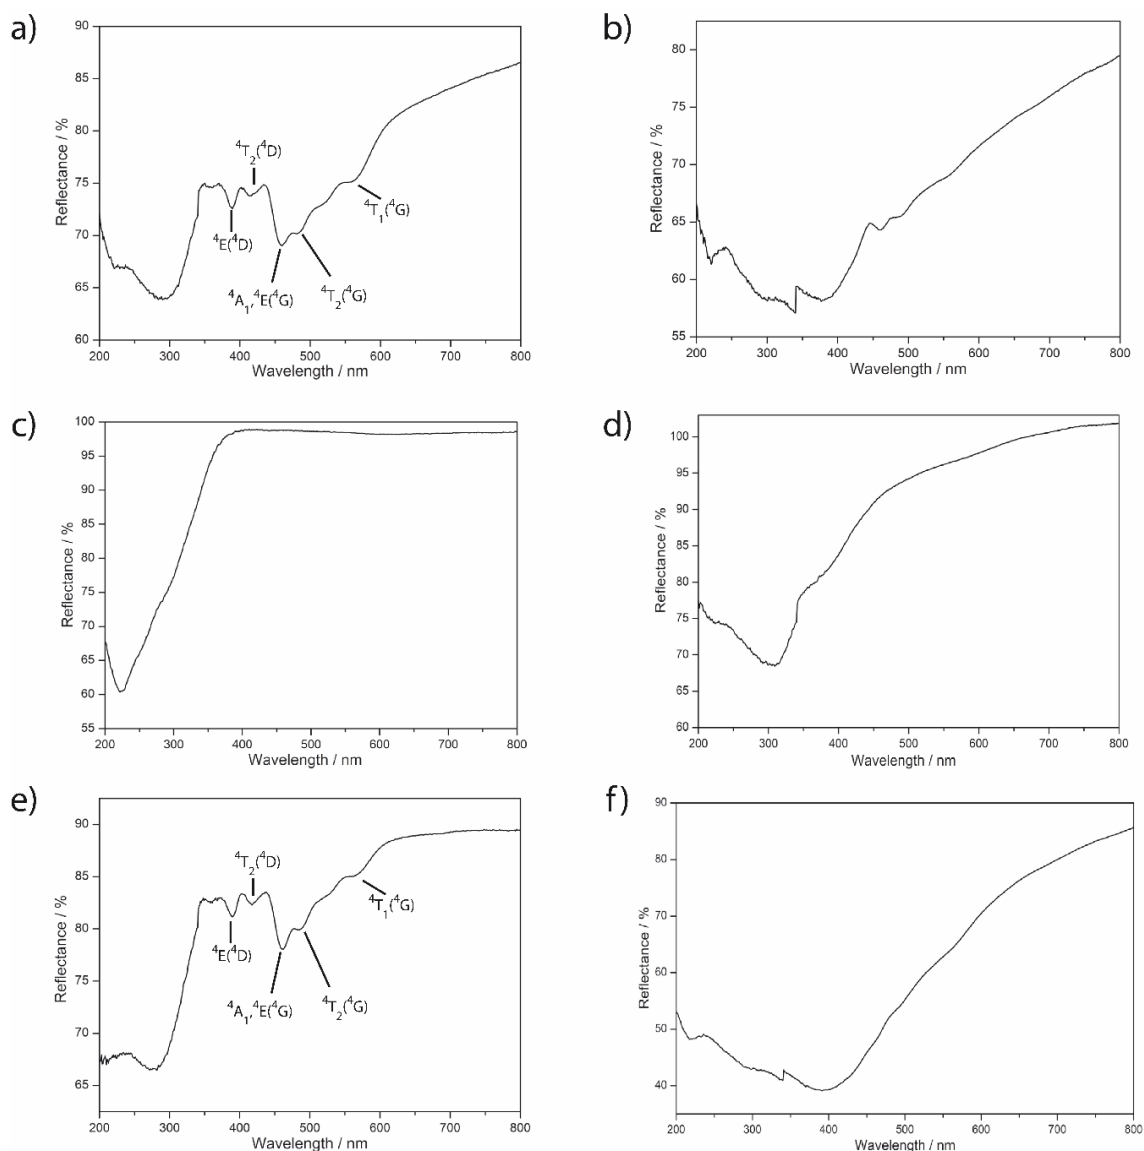 a)
90
85
80
75
70
65
60
Reflectance / %
⁴T₂(⁴D)
⁴E(⁴D)
⁴T₁(⁴G)
⁴A₁,⁴E(⁴G)
⁴T₂(⁴G)
200 300 400 500 600 700 800
Wavelength / nm
b)
80
75
70
65
60
55
Reflectance / %
200 300 400 500 600 700 800
Wavelength / nm
c)
100
95
90
85
80
75
70
65
60
55
Reflectance / %
200 300 400 500 600 700 800
Wavelength / nm
d)
100
95
90
85
80
75
70
65
60
Reflectance / %
200 300 400 500 600 700 800
Wavelength / nm
e)
90
85
80
75
70
65
Reflectance / %
⁴T₂(⁴D)
⁴E(⁴D)
⁴T₁(⁴G)
⁴A₁,⁴E(⁴G)
⁴T₂(⁴G)
200 300 400 500 600 700 800
Wavelength / nm
f)
90
80
70
60
50
40
Reflectance / %
200 300 400 500 600 700 800
Wavelength / nm